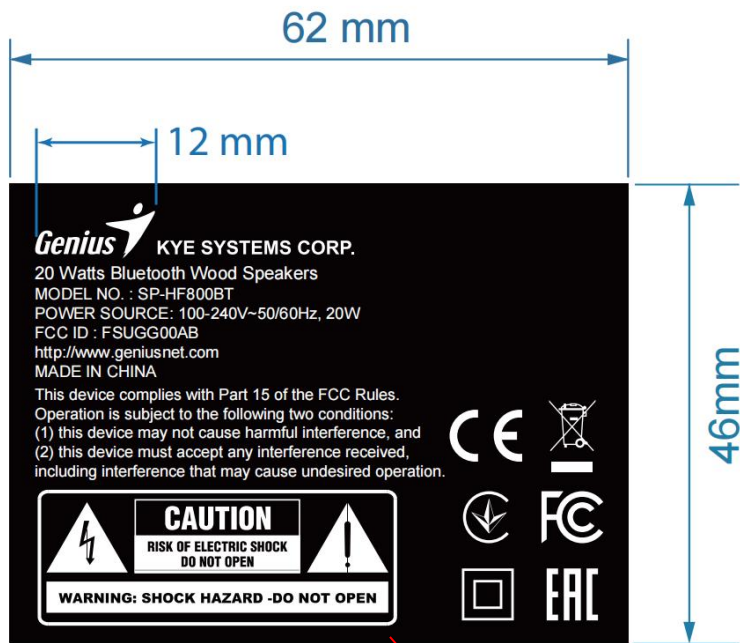 62 mm
12 mm
Genius KYE SYSTEMS CORP.
20 Watts Bluetooth Wood Speakers
MODEL NO. : SP-HF800BT
POWER SOURCE: 100-240V~50/60Hz, 20W
FCC ID : FSUGG00AB
http://www.geniusnet.com
MADE IN CHINA
This device complies with Part 15 of the FCC Rules.
Operation is subject to the following two conditions:
(1) this device may not cause harmful interference, and
(2) this device must accept any interference received,
including interference that may cause undesired operation.
CE
FC
EAC
CAUTION
RISK OF ELECTRIC SHOCK
DO NOT OPEN
WARNING: SHOCK HAZARD -DO NOT OPEN
46mm